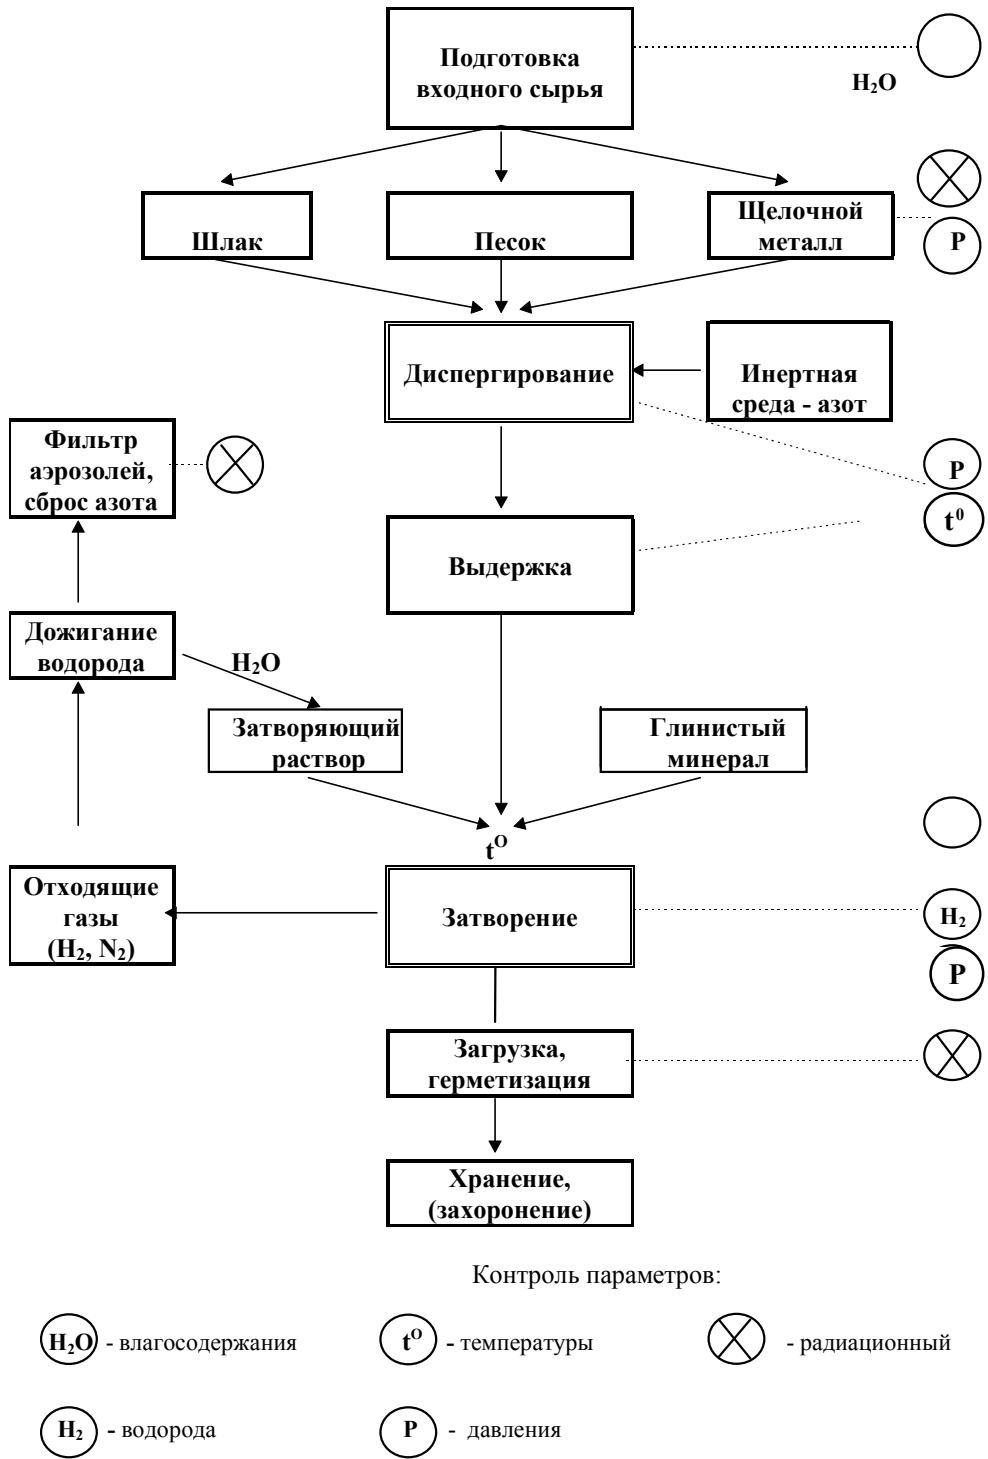 Подготовка
входного сырья
H₂O
Шлак
Песок
Щелочной
металл
P
Диспергирование
Инертная
среда - азот
Фильтр
аэрозолей,
сброс азота
P
t⁰
Выдержка
Дожигание
водорода
H₂O
Затворяющий
раствор
Глинистый
минерал
tᴼ
Отходящие
газы
(H₂, N₂)
Затворение
H₂
P
Загрузка,
герметизация
Хранение,
(захоронение)
Контроль параметров:
H₂O - влагосодержания
tᴼ - температуры
- радиационный
H₂ - водорода
P - давления